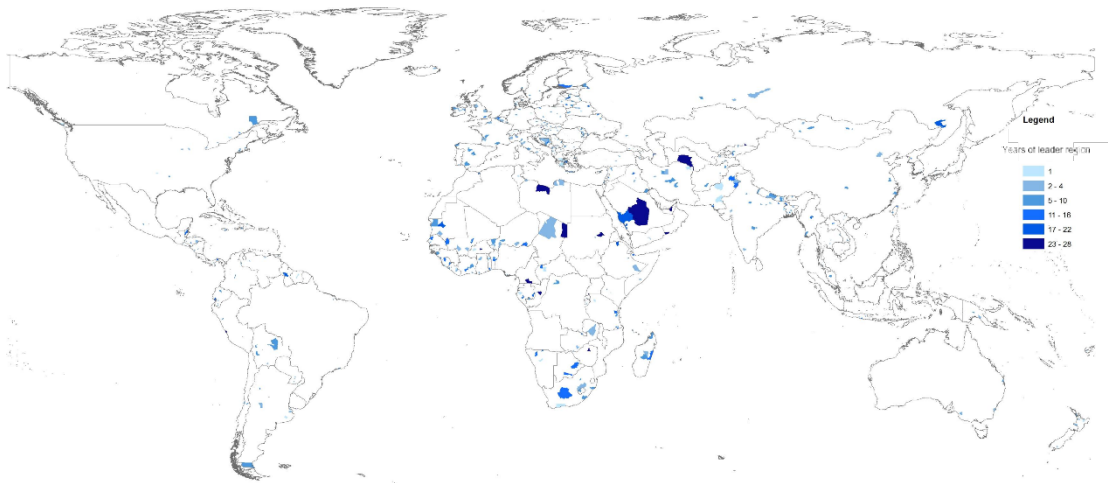 Legend
Years of leader region
1
2 - 4
5 - 10
11 - 16
17 - 22
23 - 28